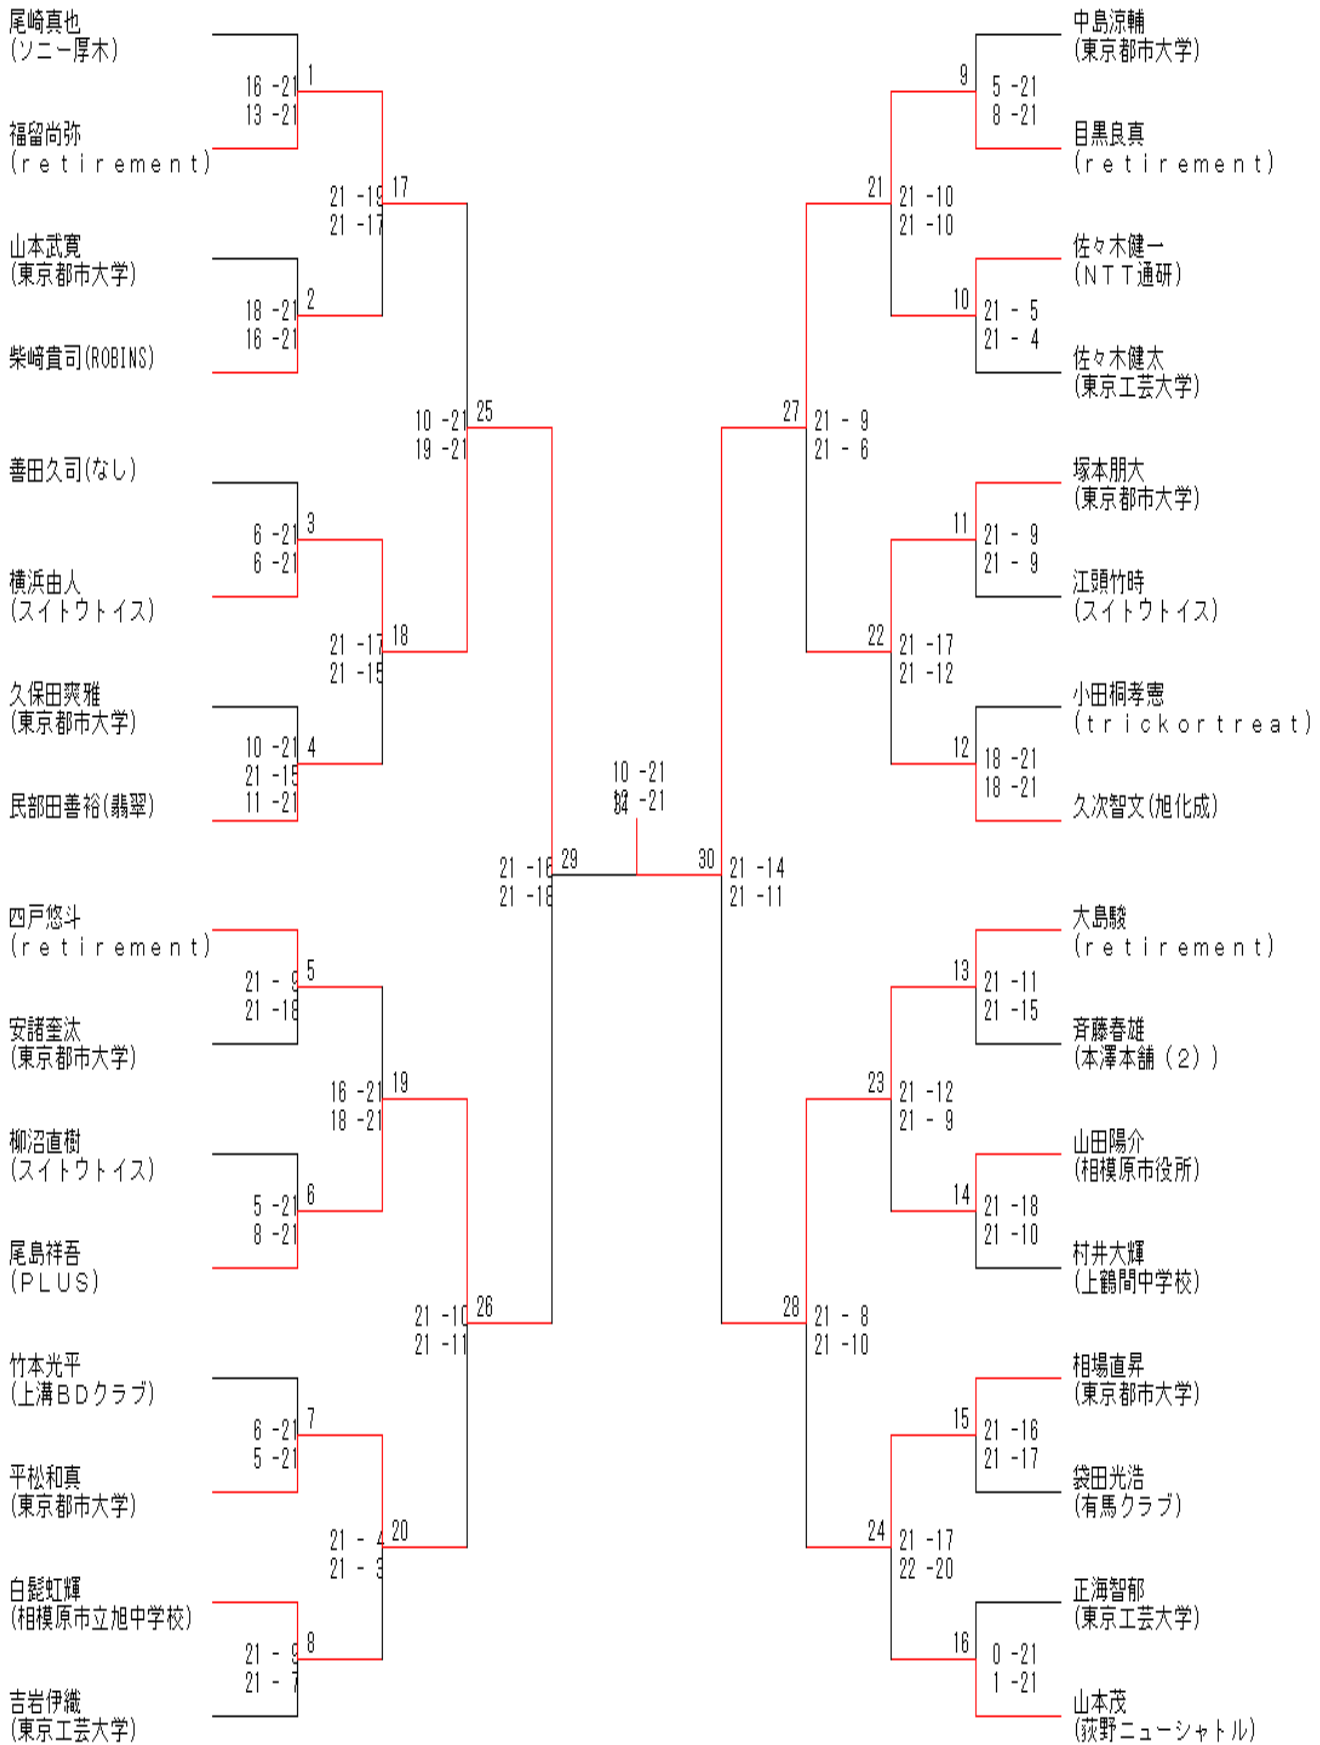 尾崎真也
(ソニー厚木)
16 -21 1
13 -21
福留尚弥
(ｒｅｔｉｒｅｍｅｎｔ)
21 -19 17
21 -17
山本武寛
(東京都市大学)
18 -21 2
16 -21
柴﨑貴司(ROBINS)
10 -21 25
19 -21
善田久司(なし)
6 -21 3
6 -21
横浜由人
(スイトウトイス)
21 -17 18
21 -15
久保田爽雅
(東京都市大学)
10 -21 4
21 -15
11 -21
民部田善裕(翡翠)
21 -16 29
21 -18
四戸悠斗
(ｒｅｔｉｒｅｍｅｎｔ)
21 - 9 5
21 -18
安諸奎汰
(東京都市大学)
16 -21 19
18 -21
柳沼直樹
(スイトウトイス)
5 -21 6
8 -21
尾島祥吾
(ＰＬＵＳ)
21 -10 26
21 -11
竹本光平
(上溝ＢＤクラブ)
6 -21 7
5 -21
平松和真
(東京都市大学)
21 - 4 20
21 - 3
白髭虹輝
(相模原市立旭中学校)
21 - 9 8
21 - 7
吉岩伊織
(東京工芸大学)
10 -21
-21
中島涼輔
(東京都市大学)
9 5 -21
8 -21
目黒良真
(ｒｅｔｉｒｅｍｅｎｔ)
21 21 -10
21 -10
佐々木健一
(ＮＴＴ通研)
10 21 - 5
21 - 4
佐々木健太
(東京工芸大学)
27 21 - 9
21 - 6
塚本朋大
(東京都市大学)
11 21 - 9
21 - 9
江頭竹時
(スイトウトイス)
22 21 -17
21 -12
小田桐孝憲
(ｔｒｉｃｋｏｒｔｒｅａｔ)
12 18 -21
18 -21
久次智文(旭化成)
30 21 -14
21 -11
大島駿
(ｒｅｔｉｒｅｍｅｎｔ)
13 21 -11
21 -15
斉藤春雄
(本澤本舗（２）)
23 21 -12
21 - 9
山田陽介
(相模原市役所)
14 21 -18
21 -10
村井大輝
(上鶴間中学校)
28 21 - 8
21 -10
相場直昇
(東京都市大学)
15 21 -16
21 -17
袋田光浩
(有馬クラブ)
24 21 -17
22 -20
正海智郁
(東京工芸大学)
16 0 -21
1 -21
山本茂
(荻野ニューシャトル)